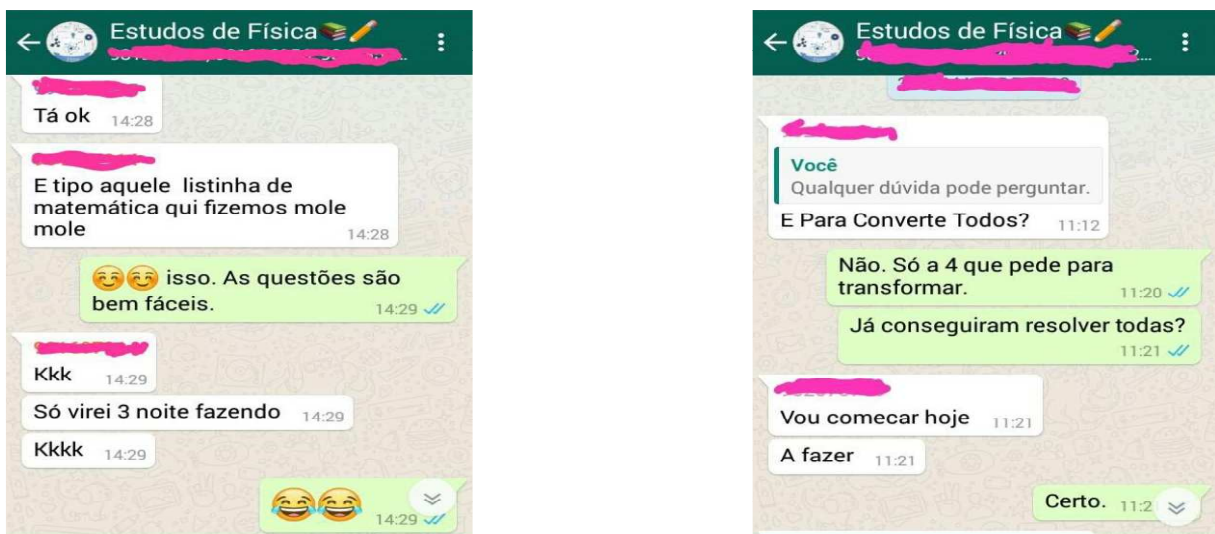 Estudos de Física📚✏️
Tá ok 14:28
E tipo aquele listinha de
matemática qui fizemos mole
mole 14:28
☺️☺️ isso. As questões são
bem fáceis. 14:29
Kkk 14:29
Só virei 3 noite fazendo 14:29
Kkkk 14:29
😂😂 14:29
Estudos de Física📚✏️
Você
Qualquer dúvida pode perguntar.
E Para Converte Todos? 11:12
Não. Só a 4 que pede para
transformar. 11:20
Já conseguiram resolver todas?
11:21
Vou comecar hoje 11:21
A fazer 11:21
Certo.